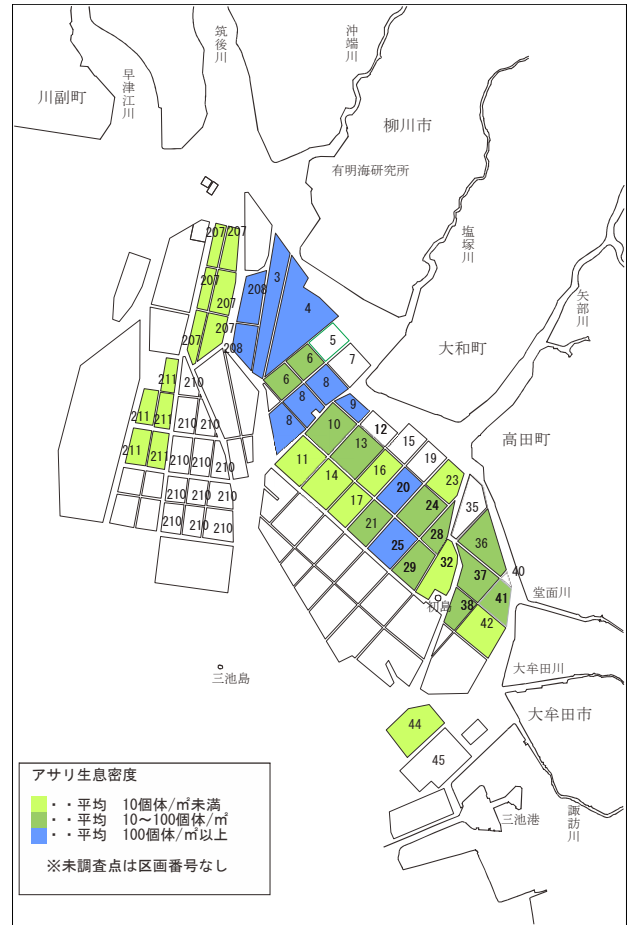 川副町
早津江川
筑後川
沖端川
柳川市
有明海研究所
塩塚川
矢部川
大和町
高田町
207
207
3
207
208
4
207
5
207
207
208
6
7
211
210
6
8
211
211
210
210
8
9
8
10
12
211
211
210
210
210
13
15
11
16
19
14
20
23
210
210
210
17
24
35
210
210
210
21
28
36
25
32
40
29
37
41
堂面川
初島
38
42
三池島
大牟田川
44
大牟田市
45
三池港
諏訪川
アサリ生息密度
・・平均 10個体/㎡未満
・・平均 10～100個体/㎡
・・平均 100個体/㎡以上
※未調査点は区画番号なし